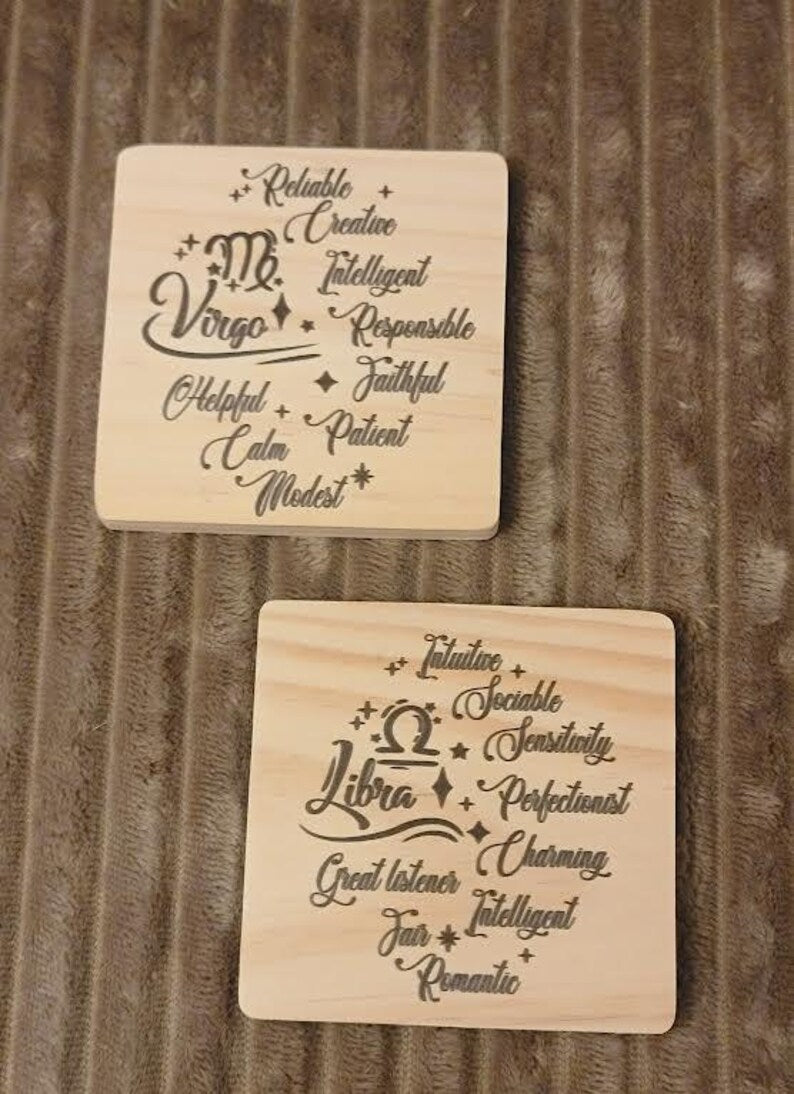 Reliable
Creative
Intelligent
Virgo
Responsible
Faithful
Helpful
Patient
Calm
Modest
Intuitive
Sociable
Sensitivity
Libra
Perfectionist
Charming
Great listener
Intelligent
Fair
Romantic